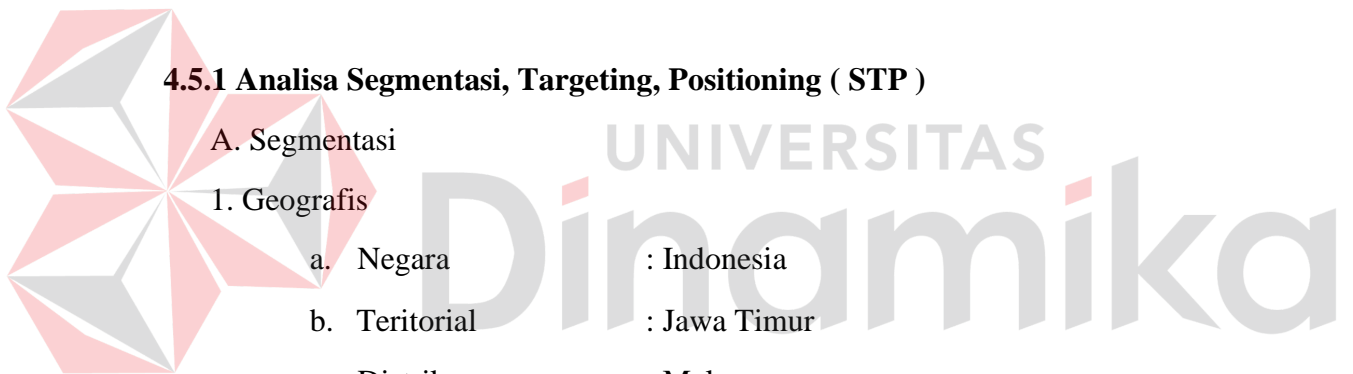 4.5.1 Analisa Segmentasi, Targeting, Positioning ( STP )
A. Segmentasi
UNIVERSITAS
Dinamika
1. Geografis
a. Negara : Indonesia
b. Teritorial : Jawa Timur